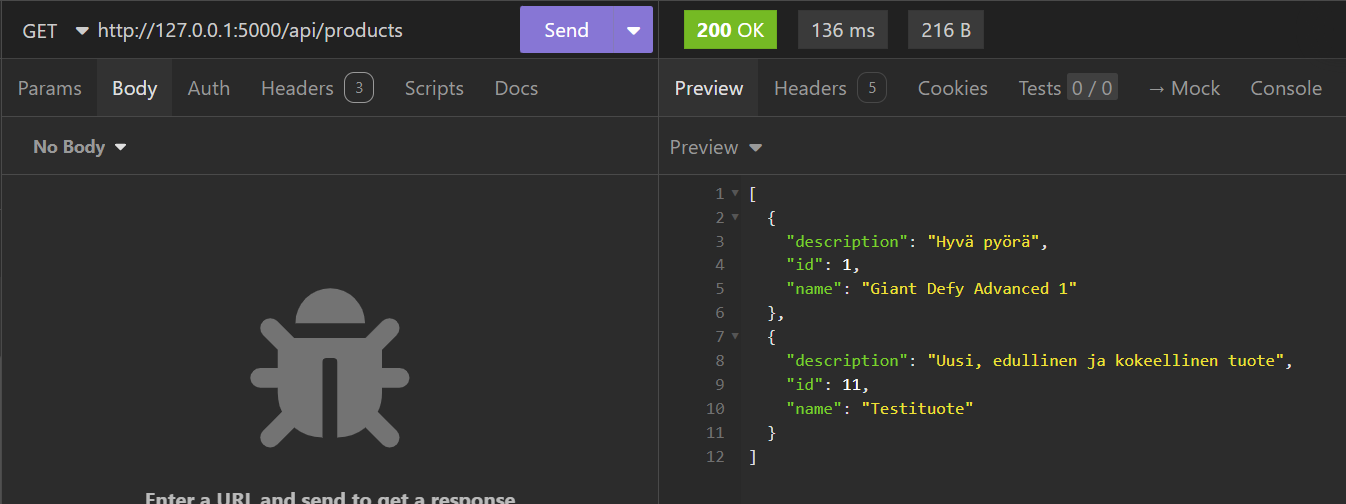 GET http://127.0.0.1:5000/api/products Send
Params Body Auth Headers 3 Scripts Docs
No Body
Enter a URL and send to get a response
200 OK 136 ms 216 B
Preview Headers 5 Cookies Tests 0 / 0 → Mock Console
Preview
1 [
2 {
3 "description": "Hyvä pyörä",
4 "id": 1,
5 "name": "Giant Defy Advanced 1"
6 },
7 {
8 "description": "Uusi, edullinen ja kokeellinen tuote",
9 "id": 11,
10 "name": "Testituote"
11 }
12 ]